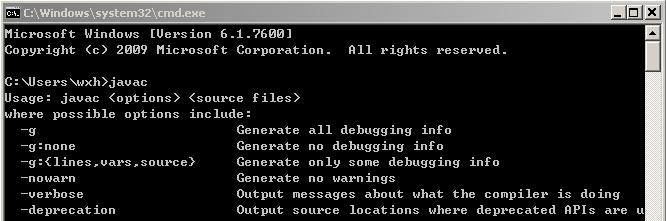 C:\Windows\system32\cmd.exe
Microsoft Windows [Version 6.1.7600]
Copyright (c) 2009 Microsoft Corporation.  All rights reserved.
C:\Users\wxh>javac
Usage: javac <options> <source files>
where possible options include:
  -g                         Generate all debugging info
  -g:none                    Generate no debugging info
  -g:{lines,vars,source}     Generate only some debugging info
  -nowarn                    Generate no warnings
  -verbose                   Output messages about what the compiler is doing
  -deprecation               Output source locations where deprecated APIs are u